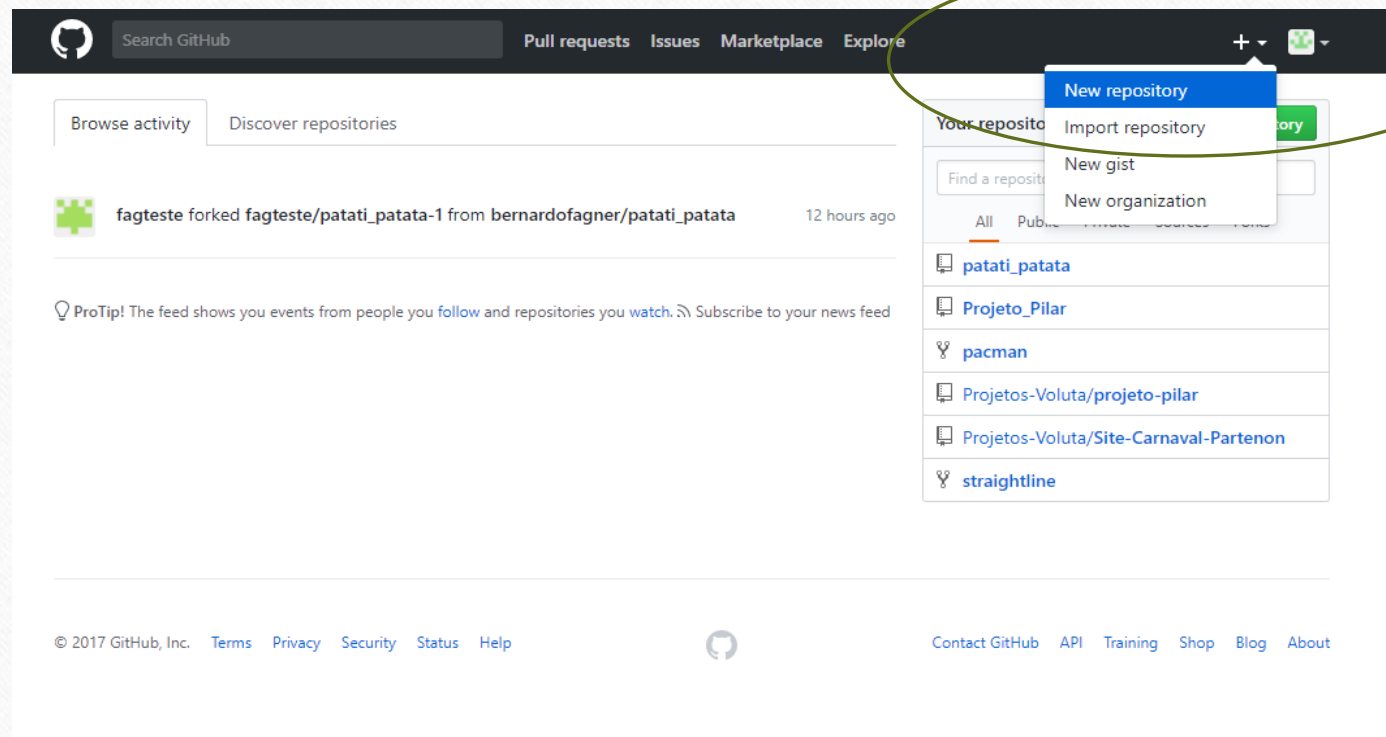 Search GitHub
Pull requests Issues Marketplace Explore
New repository
Import repository
New gist
New organization
Browse activity Discover repositories
fagteste forked fagteste/patati_patata-1 from bernardofagner/patati_patata 12 hours ago
ProTip! The feed shows you events from people you follow and repositories you watch. Subscribe to your news feed
Your
Find a
All
patati_patata
Projeto_Pilar
pacman
Projetos-Voluta/projeto-pilar
Projetos-Voluta/Site-Carnaval-Partenon
straightline
© 2017 GitHub, Inc. Terms Privacy Security Status Help
Contact GitHub API Training Shop Blog About